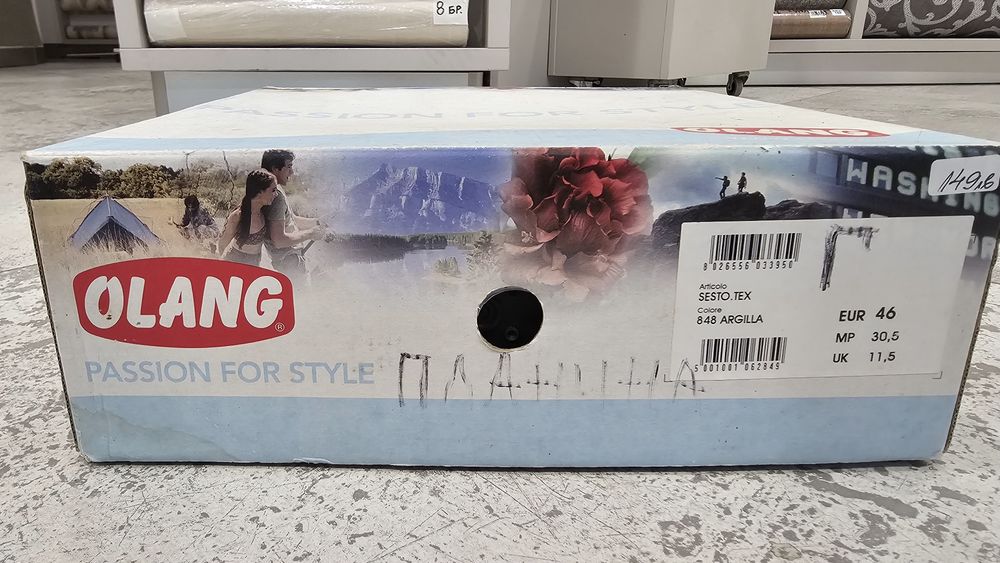 8 БР.
PASSION FOR STYLE
OLANG
WASH
149лв
OLANG®
PASSION FOR STYLE
8 026556 033950
Articolo
SESTO.TEX
Colore
848 ARGILLA
5 001001 062849
EUR 46
MP 30,5
UK 11,5